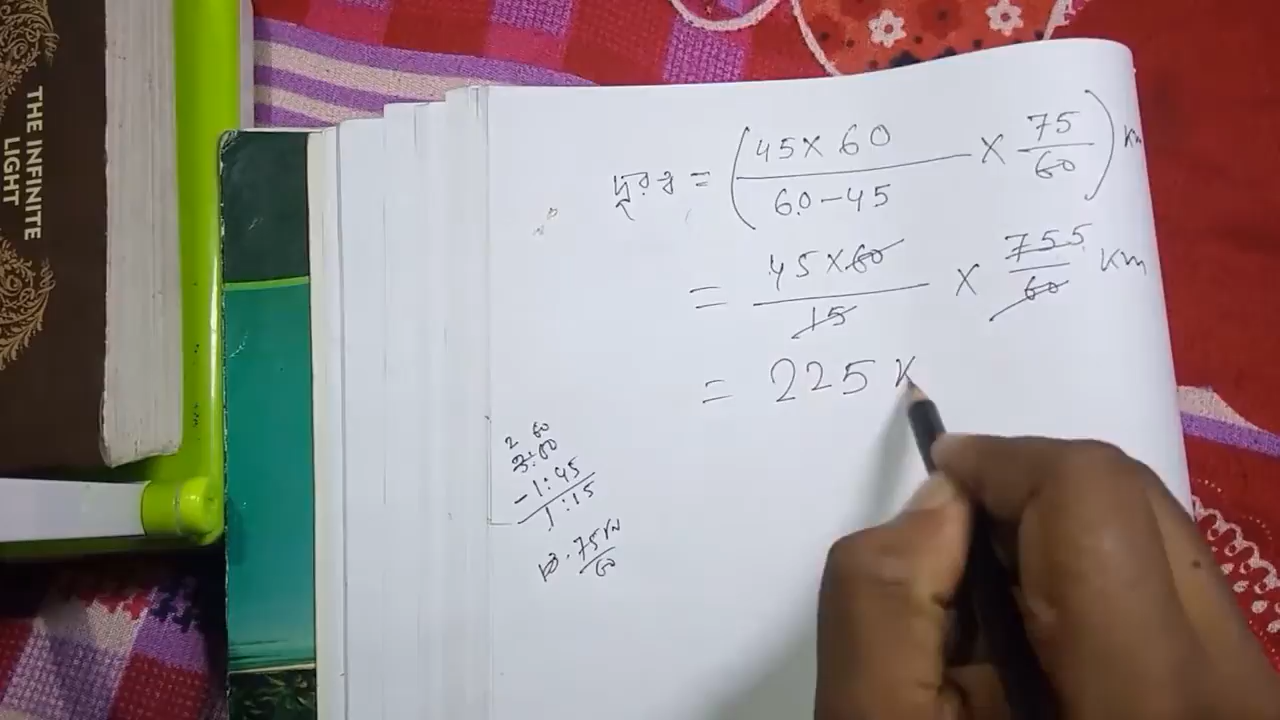 THE INFINITE
LIGHT
দূরত্ব = (45×60 / 60-45 × 75/60) Km
= 45×60 / 15 × 755/60 Km
= 225 K
2 60
3:00
-1:45
1:15
75
60